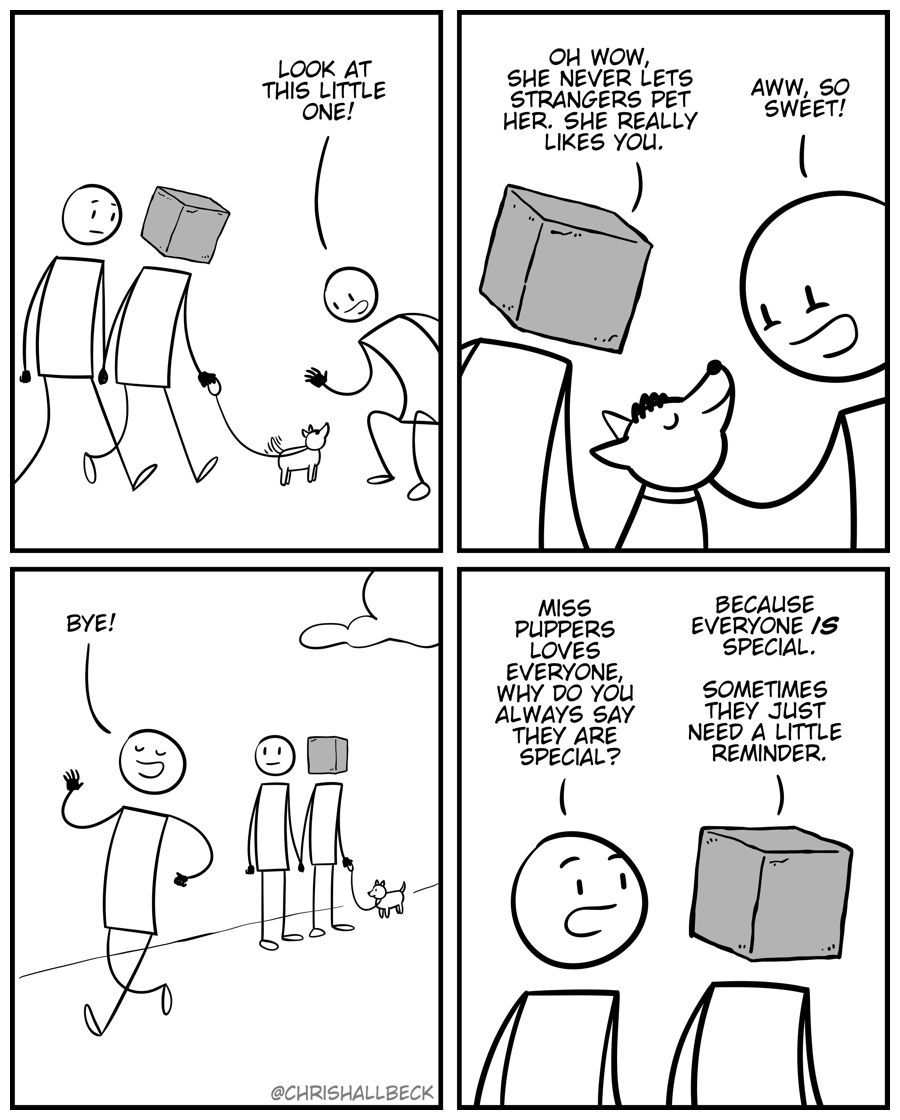 LOOK AT
THIS LITTLE
ONE!
OH WOW,
SHE NEVER LETS
STRANGERS PET
HER. SHE REALLY
LIKES YOU.
AWW, SO
SWEET!
BYE!
MISS
PUPPERS
LOVES
EVERYONE,
WHY DO YOU
ALWAYS SAY
THEY ARE
SPECIAL?
BECAUSE
EVERYONE IS
SPECIAL.
SOMETIMES
THEY JUST
NEED A LITTLE
REMINDER.
@CHRISHALLBECK